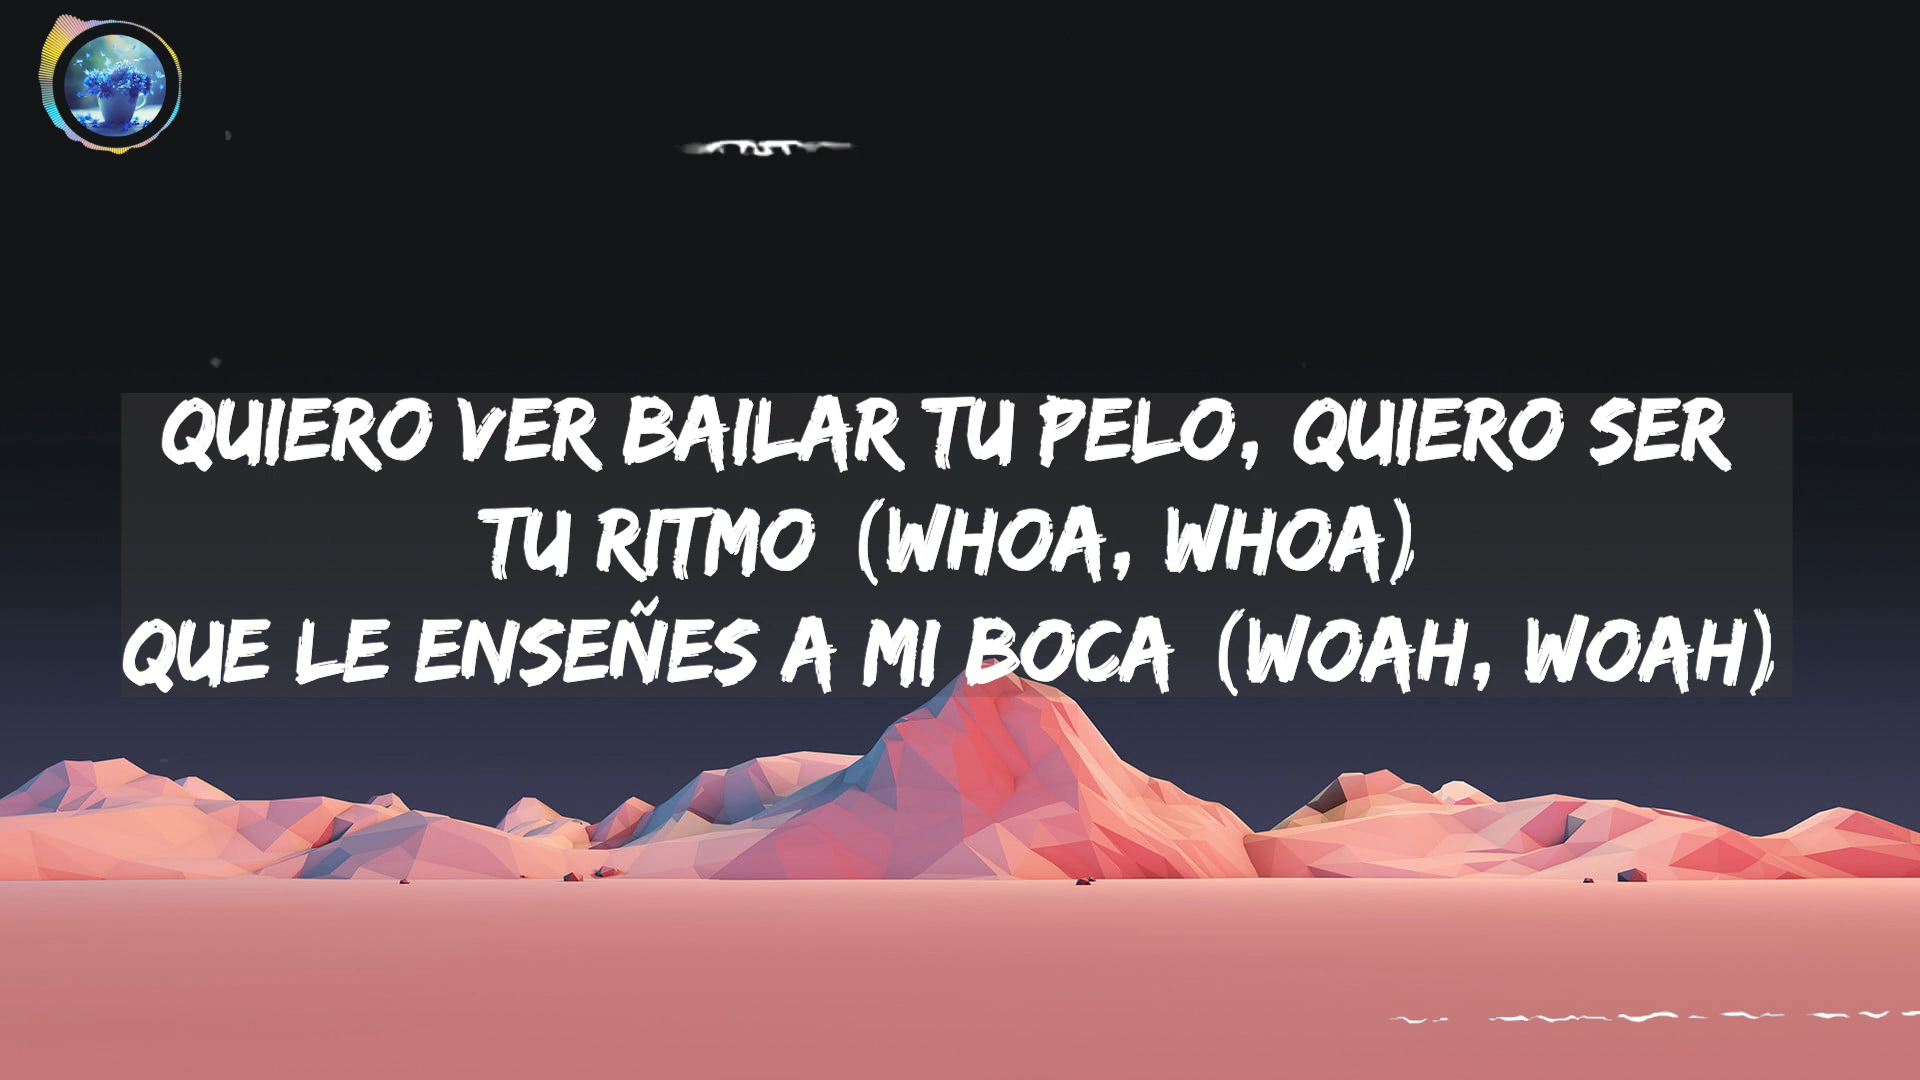 QUIERO VER BAILAR TU PELO, QUIERO SER
TU RITMO (WHOA, WHOA)
QUE LE ENSEÑES A MI BOCA (WOAH, WOAH)